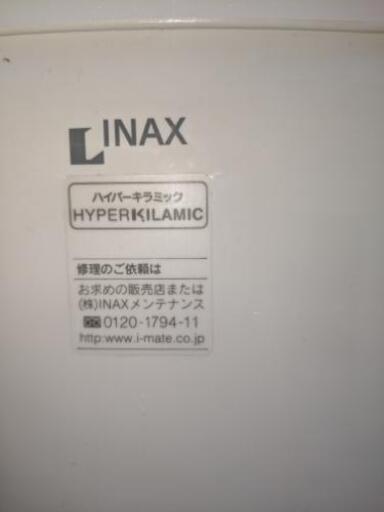 INAX
ハイパーキラミック
HYPERKILAMIC
修理のご依頼は
お求めの販売店または
(株)INAXメンテナンス
0120-1794-11
http:www.i-mate.co.jp